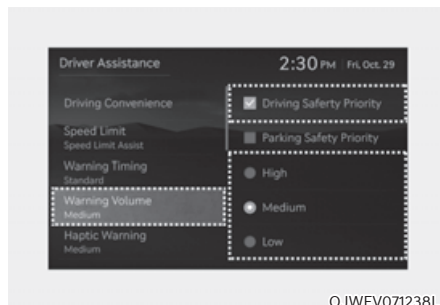 Driver Assistance
2:30 PM Fri, Oct. 29
Driving Convenience
Speed Limit
Speed Limit Assist
Warning Timing
Standard
Warning Volume
Medium
Haptic Warning
Medium
Driving Saferty Priority
Parking Safety Priority
High
Medium
Low
OJWEV071238L